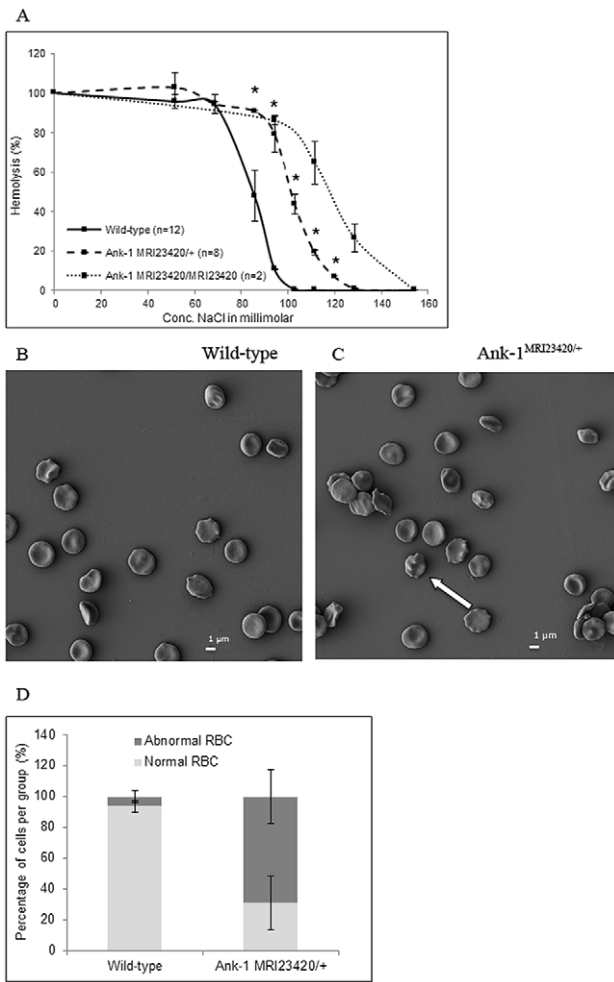 A
120
100
80
60
40
20
0
Hemolysis (%)
* * * * *
Wild-type (n=12)
Ank-1 MRI23420/+ (n=8)
Ank-1 MRI23420/MRI23420 (n=2)
0 20 40 60 80 100 120 140 160
Conc. NaCl in millimolar
B Wild-type
1 µm
C Ank-1MRI23420/+
1 µm
D
140
120
100
80
60
40
20
0
Percentage of cells per group (%)
Abnormal RBC
Normal RBC
Wild-type Ank-1 MRI23420/+